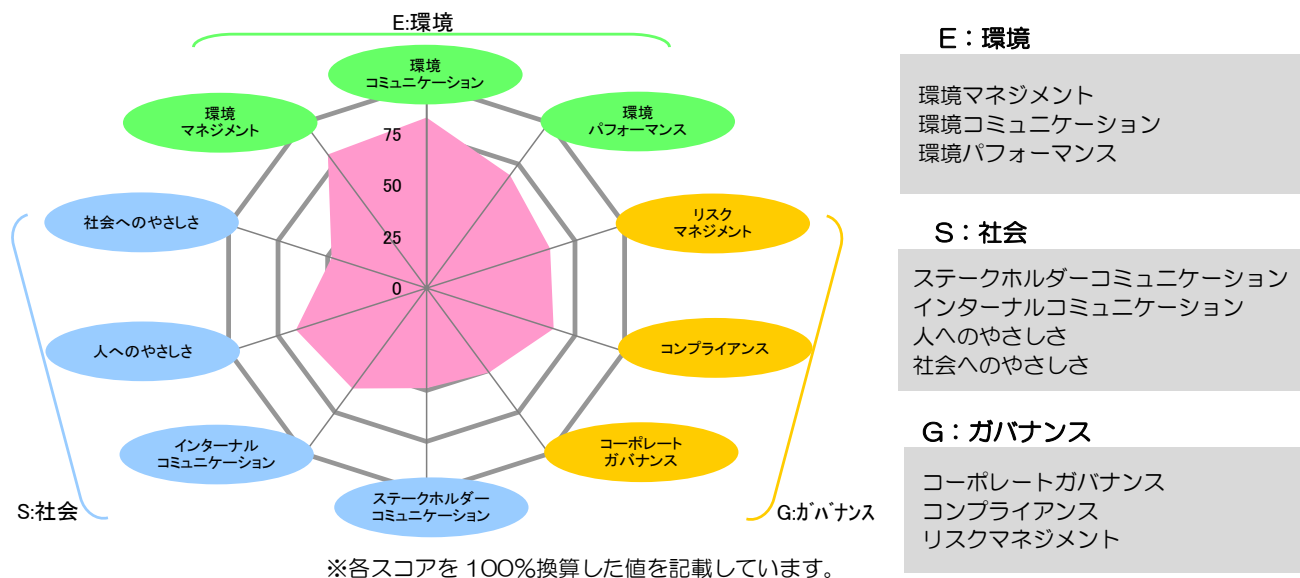 E:環境
環境
コミュニケーション
環境
マネジメント
環境
パフォーマンス
社会へのやさしさ
リスク
マネジメント
人へのやさしさ
コンプライアンス
インターナル
コミュニケーション
コーポレート
ガバナンス
ステークホルダー
コミュニケーション
75
50
25
0
S:社会
G:ガバナンス
※各スコアを 100%換算した値を記載しています。
E：環境
環境マネジメント
環境コミュニケーション
環境パフォーマンス
S：社会
ステークホルダーコミュニケーション
インターナルコミュニケーション
人へのやさしさ
社会へのやさしさ
G：ガバナンス
コーポレートガバナンス
コンプライアンス
リスクマネジメント